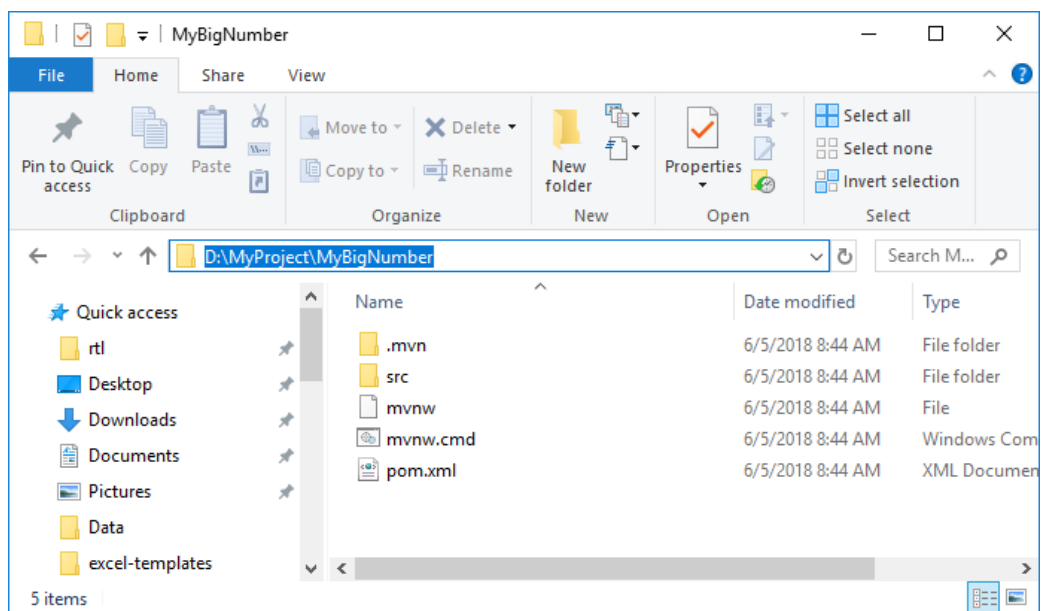 MyBigNumber
File Home Share View
Pin to Quick access
Copy
Paste
Move to
Copy to
Delete
Rename
New folder
Properties
Select all
Select none
Invert selection
Clipboard Organize New Open Select
D:\MyProject\MyBigNumber
Search M...
Quick access
rtl
Desktop
Downloads
Documents
Pictures
Data
excel-templates
Name Date modified Type
.mvn 6/5/2018 8:44 AM File folder
src 6/5/2018 8:44 AM File folder
mvnw 6/5/2018 8:44 AM File
mvnw.cmd 6/5/2018 8:44 AM Windows Com
pom.xml 6/5/2018 8:44 AM XML Documen
5 items